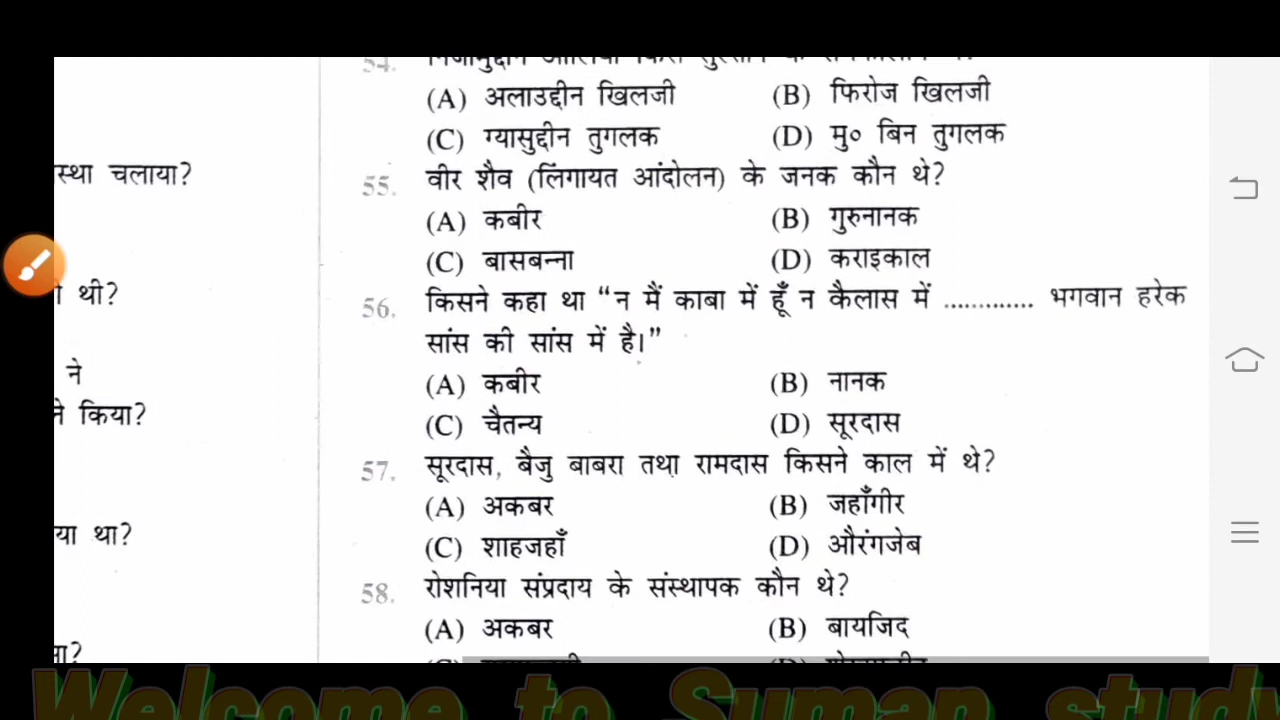 स्था चलाया?
थी?
ने
ने किया?
या था?
54.
(A) अलाउद्दीन खिलजी (B) फिरोज खिलजी
(C) ग्यासुद्दीन तुगलक (D) मु० बिन तुगलक
55. वीर शैव (लिंगायत आंदोलन) के जनक कौन थे?
(A) कबीर (B) गुरुनानक
(C) बासबन्ना (D) कराइकाल
56. किसने कहा था “न मैं काबा में हूँ न कैलास में ............. भगवान हरेक
सांस की सांस में है।”
(A) कबीर (B) नानक
(C) चैतन्य (D) सूरदास
57. सूरदास, बैजु बाबरा तथा रामदास किसने काल में थे?
(A) अकबर (B) जहाँगीर
(C) शाहजहाँ (D) औरंगजेब
58. रोशनिया संप्रदाय के संस्थापक कौन थे?
(A) अकबर (B) बायजिद
Welcome to Suman study